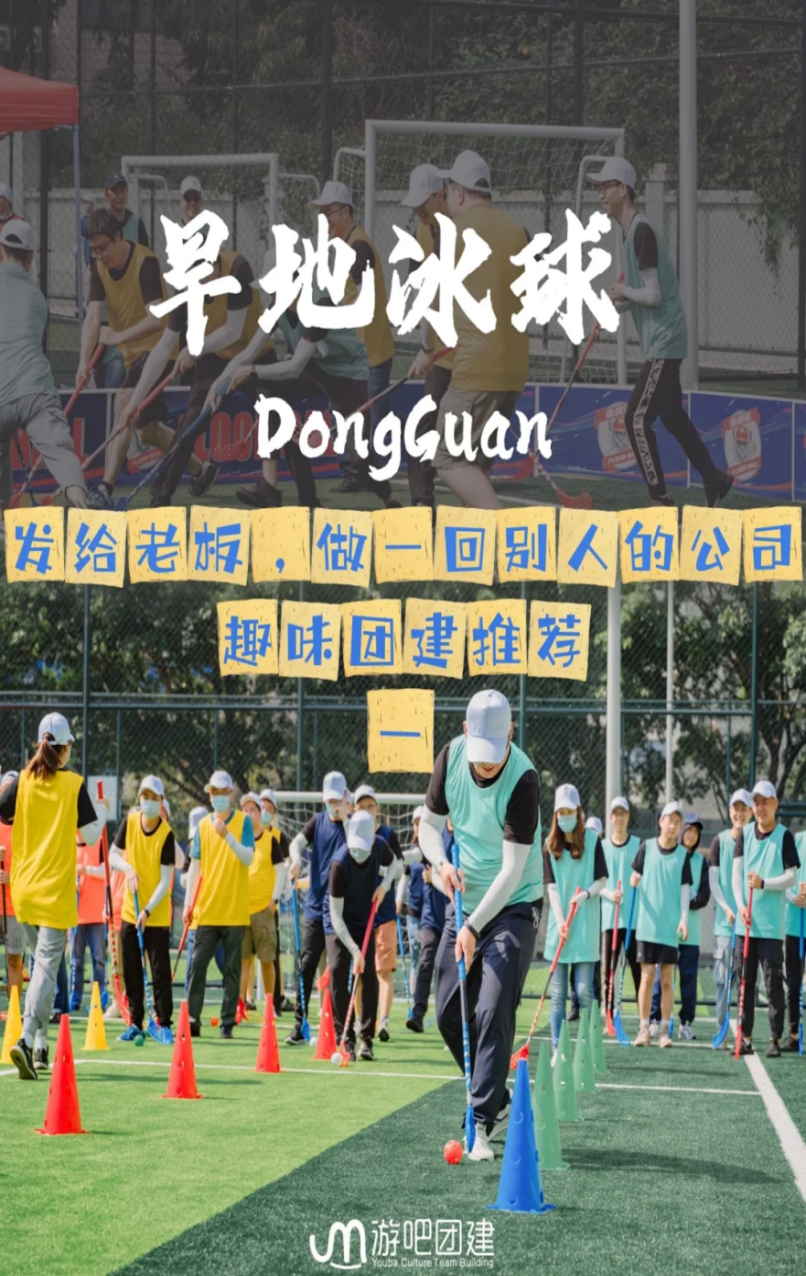 旱地冰球
DongGuan
发给老板，做一回别人的公司
趣味团建推荐
一
游吧团建
Youba Culture Team Building